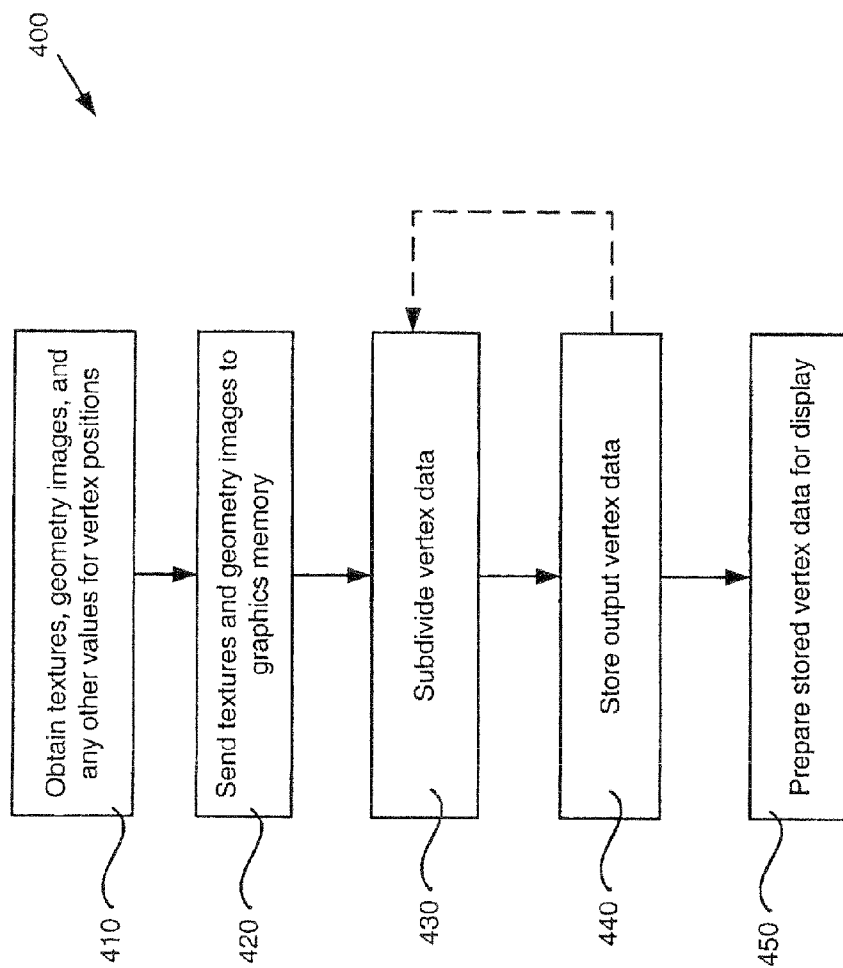 400
410
Obtain textures, geometry images, and
any other values for vertex positions
420
Send textures and geometry images to
graphics memory
430
Subdivide vertex data
440
Store output vertex data
450
Prepare stored vertex data for display